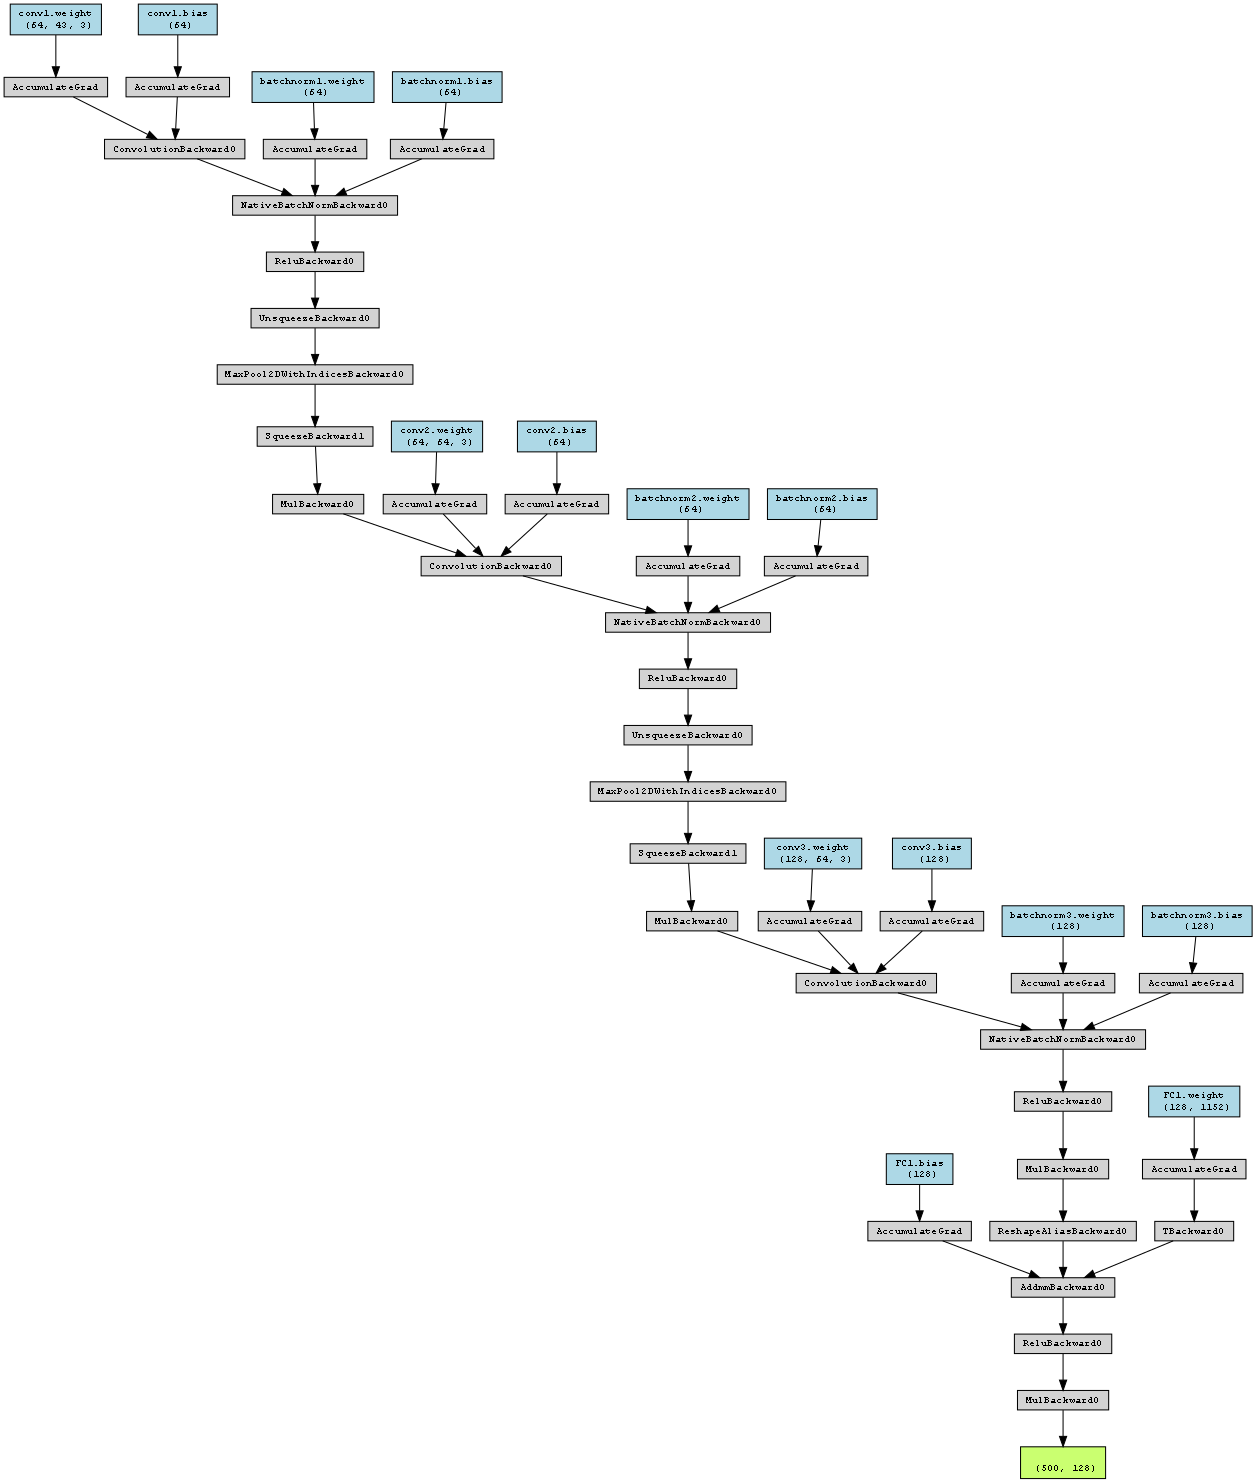 conv1.weight
(64, 43, 3)
conv1.bias
(64)
AccumulateGrad
AccumulateGrad
batchnorm1.weight
(64)
batchnorm1.bias
(64)
ConvolutionBackward0
AccumulateGrad
AccumulateGrad
NativeBatchNormBackward0
ReluBackward0
UnsqueezeBackward0
MaxPool2DWithIndicesBackward0
SqueezeBackward1
conv2.weight
(64, 64, 3)
conv2.bias
(64)
MulBackward0
AccumulateGrad
AccumulateGrad
batchnorm2.weight
(64)
batchnorm2.bias
(64)
ConvolutionBackward0
AccumulateGrad
AccumulateGrad
NativeBatchNormBackward0
ReluBackward0
UnsqueezeBackward0
MaxPool2DWithIndicesBackward0
SqueezeBackward1
conv3.weight
(128, 64, 3)
conv3.bias
(128)
MulBackward0
AccumulateGrad
AccumulateGrad
batchnorm3.weight
(128)
batchnorm3.bias
(128)
ConvolutionBackward0
AccumulateGrad
AccumulateGrad
NativeBatchNormBackward0
ReluBackward0
FC1.weight
(128, 1152)
FC1.bias
(128)
MulBackward0
AccumulateGrad
AccumulateGrad
ReshapeAliasBackward0
TBackward0
AddmmBackward0
ReluBackward0
MulBackward0
(500, 128)